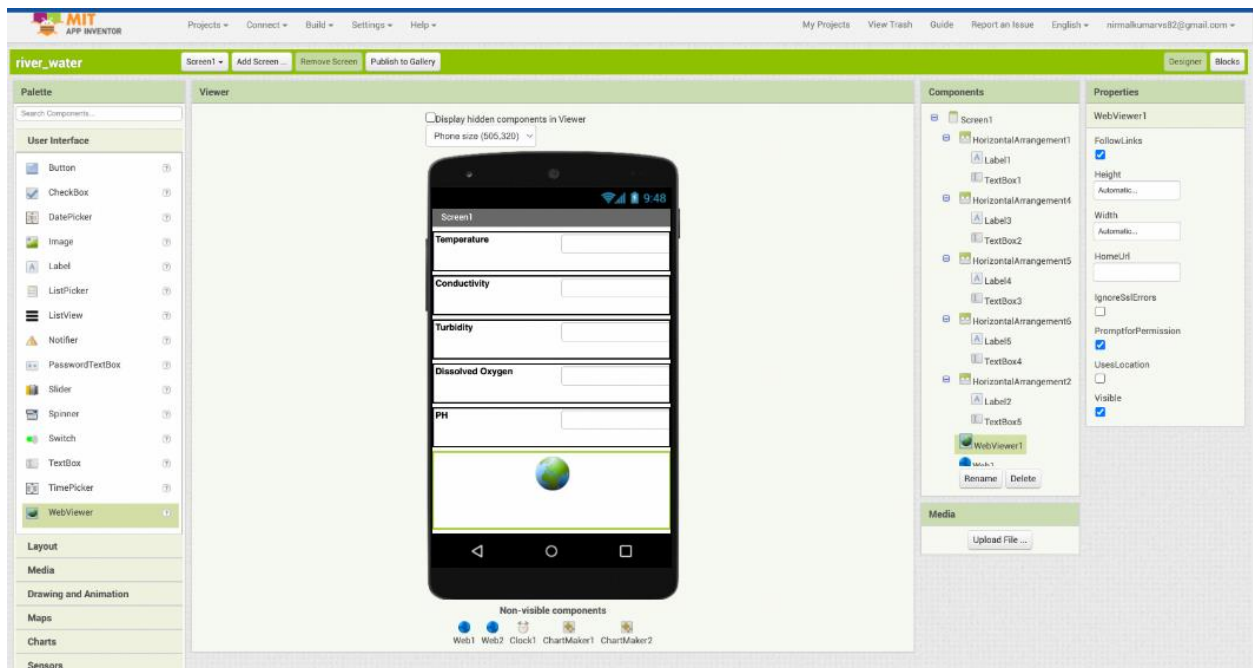 MIT
APP INVENTOR
Projects Connect Build Settings Help My Projects View Trash Guide Report an Issue English nirmalkumarvs82@gmail.com
river_water Screen1 Add Screen ... Remove Screen Publish to Gallery Designer Blocks
Palette
Search Components...
User Interface
Button
CheckBox
DatePicker
Image
Label
ListPicker
ListView
Notifier
PasswordTextBox
Slider
Spinner
Switch
TextBox
TimePicker
WebViewer
Layout
Media
Drawing and Animation
Maps
Charts
Sensors
Viewer
Display hidden components in Viewer
Phone size (505,320)
9:48
Screen1
Temperature
Conductivity
Turbidity
Dissolved Oxygen
PH
Non-visible components
Web1 Web2 Clock1 ChartMaker1 ChartMaker2
Components
Screen1
HorizontalArrangement1
Label1
TextBox1
HorizontalArrangement4
Label3
TextBox2
HorizontalArrangement5
Label4
TextBox3
HorizontalArrangement6
Label5
TextBox4
HorizontalArrangement2
Label2
TextBox5
WebViewer1
Web1
Rename Delete
Media
Upload File ...
Properties
WebViewer1
FollowLinks
Height
Automatic...
Width
Automatic...
HomeUrl
IgnoreSslErrors
PromptforPermission
UsesLocation
Visible